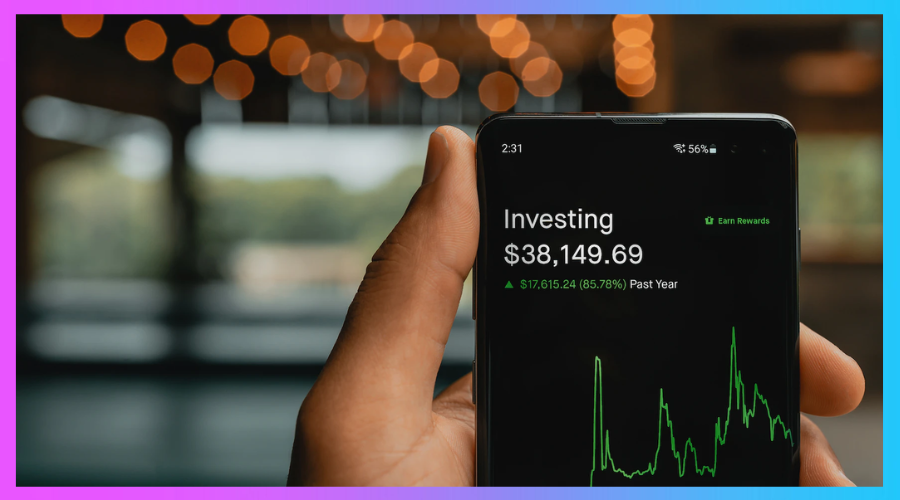 2:31 56%
Investing
Earn Rewards
$38,149.69
▲ $17,615.24 (85.78%) Past Year